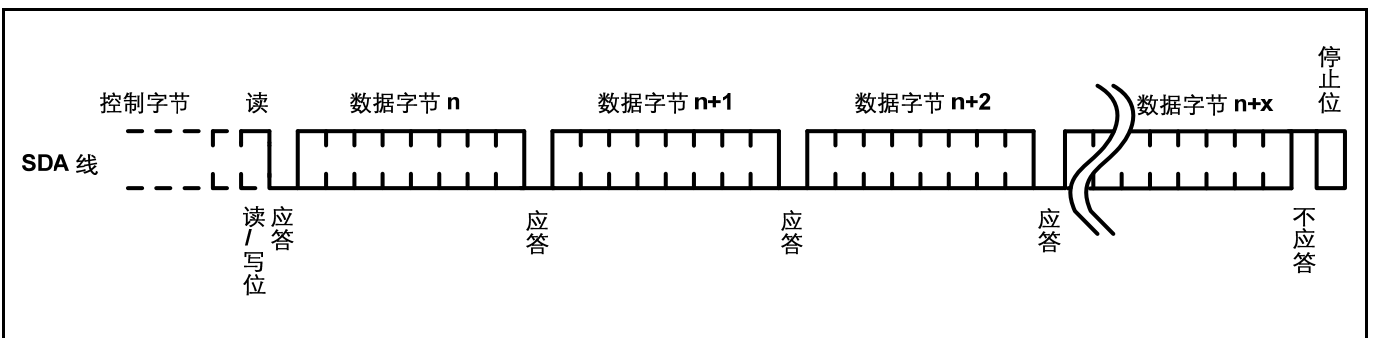 停止位
控制字节
读
数据字节 n
数据字节 n+1
数据字节 n+2
数据字节 n+x
SDA 线
读/写位
应答
应答
应答
应答
不应答